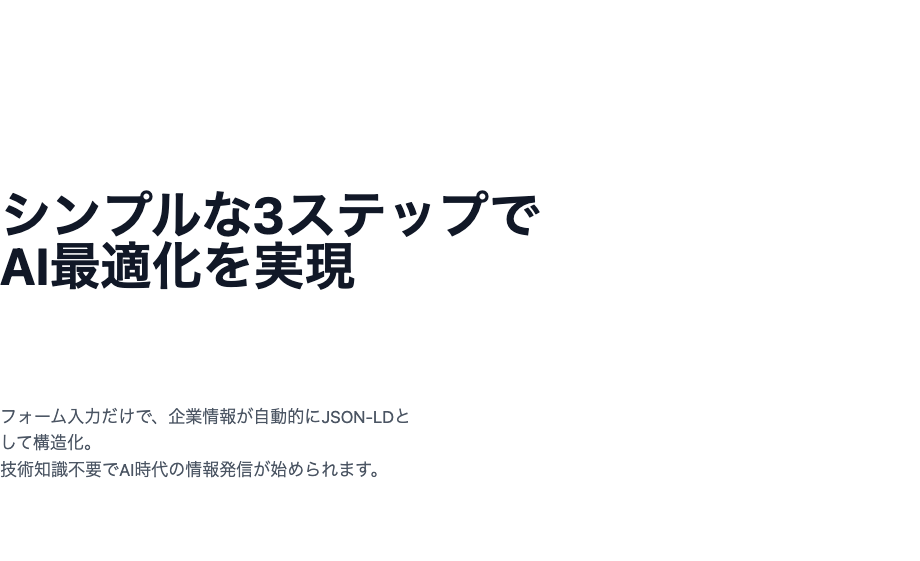 シンプルな3ステップで
AI最適化を実現
フォーム入力だけで、企業情報が自動的にJSON-LDと
して構造化。
技術知識不要でAI時代の情報発信が始められます。